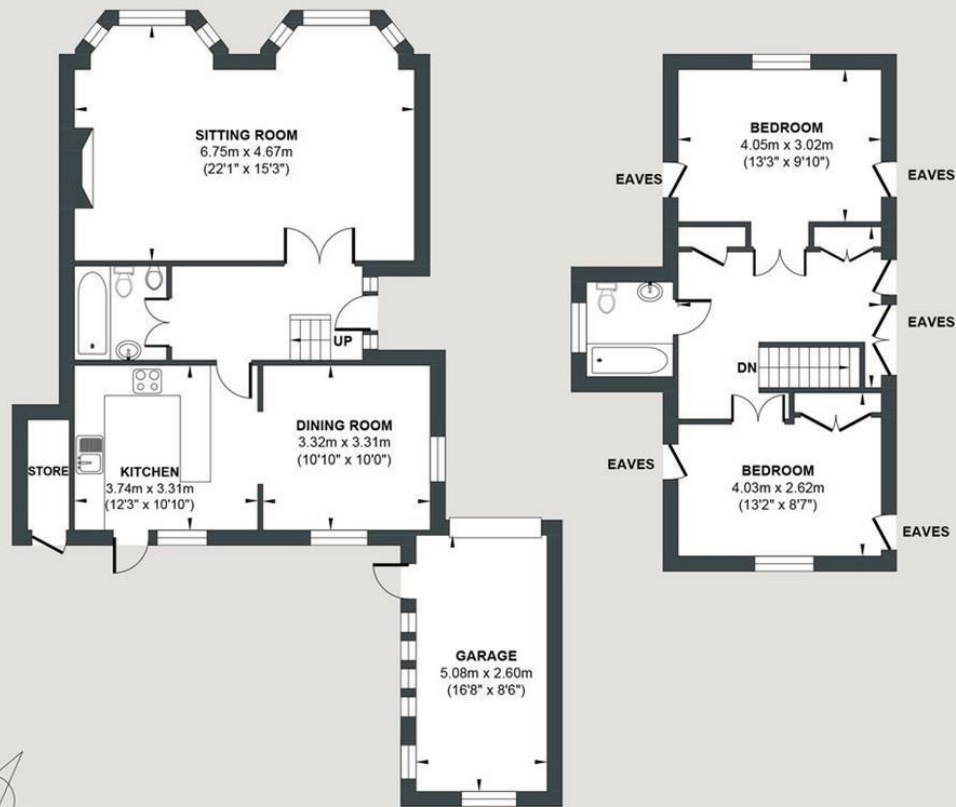 SITTING ROOM
6.75m x 4.67m
(22'1" x 15'3")
UP
KITCHEN
3.74m x 3.31m
(12'3" x 10'10")
DINING ROOM
3.32m x 3.31m
(10'10" x 10'0")
STORE
GARAGE
5.08m x 2.60m
(16'8" x 8'6")
BEDROOM
4.05m x 3.02m
(13'3" x 9'10")
EAVES
EAVES
EAVES
DN
BEDROOM
4.03m x 2.62m
(13'2" x 8'7")
EAVES
EAVES